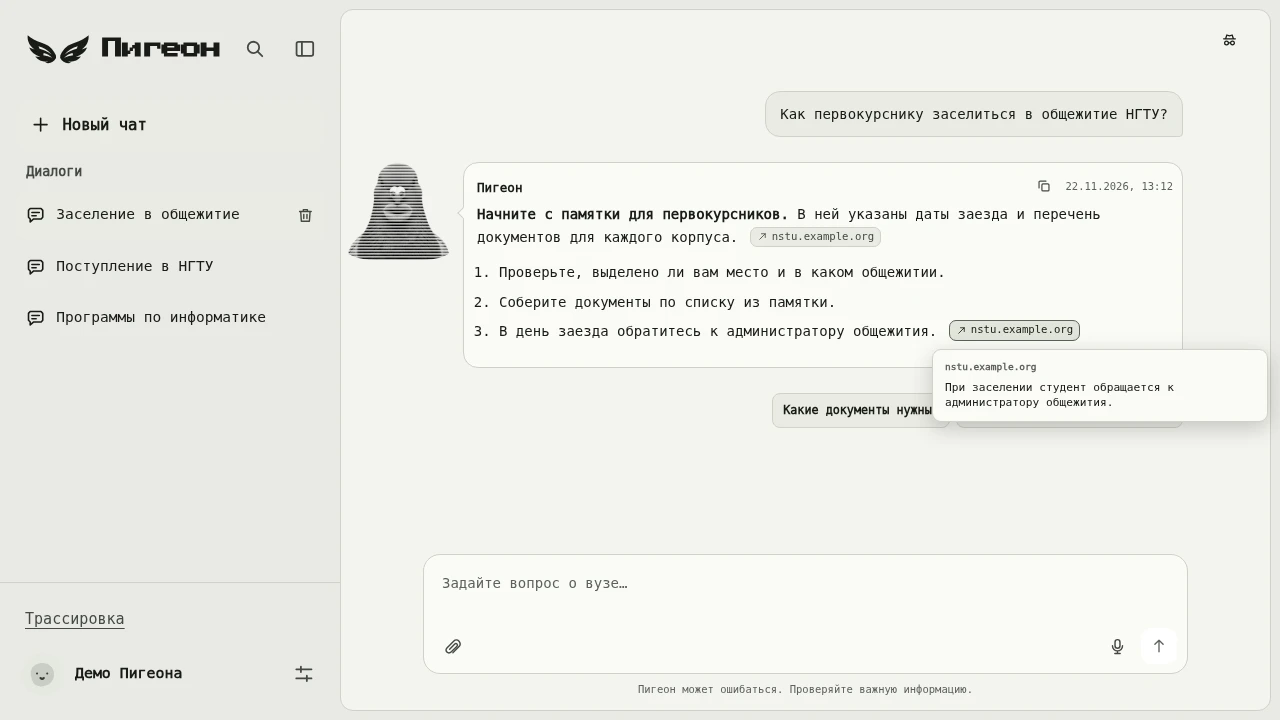 Пигеон
Новый чат
Диалоги
Заселение в общежитие
Поступление в НГТУ
Программы по информатике
Трассировка
Демо Пигеона
Как первокурснику заселиться в общежитие НГТУ?
Пигеон
22.11.2026, 13:12
Начните с памятки для первокурсников. В ней указаны даты заезда и перечень
документов для каждого корпуса. nstu.example.org
1. Проверьте, выделено ли вам место и в каком общежитии.
2. Соберите документы по списку из памятки.
3. В день заезда обратитесь к администратору общежития. nstu.example.org
nstu.example.org
При заселении студент обращается к
администратору общежития.
Какие документы нужны
Задайте вопрос о вузе…
Пигеон может ошибаться. Проверяйте важную информацию.